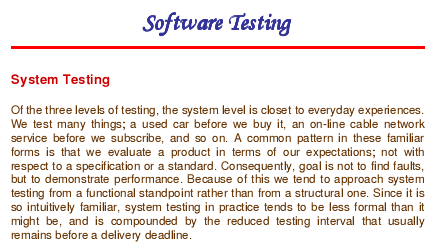 Software Testing
System Testing
Of the three levels of testing, the system level is closet to everyday experiences.
We test many things; a used car before we buy it, an on-line cable network
service before we subscribe, and so on. A common pattern in these familiar
forms is that we evaluate a product in terms of our expectations; not with
respect to a specification or a standard. Consequently, goal is not to find faults,
but to demonstrate performance. Because of this we tend to approach system
testing from a functional standpoint rather than from a structural one. Since it is
so intuitively familiar, system testing in practice tends to be less formal than it
might be, and is compounded by the reduced testing interval that usually
remains before a delivery deadline.